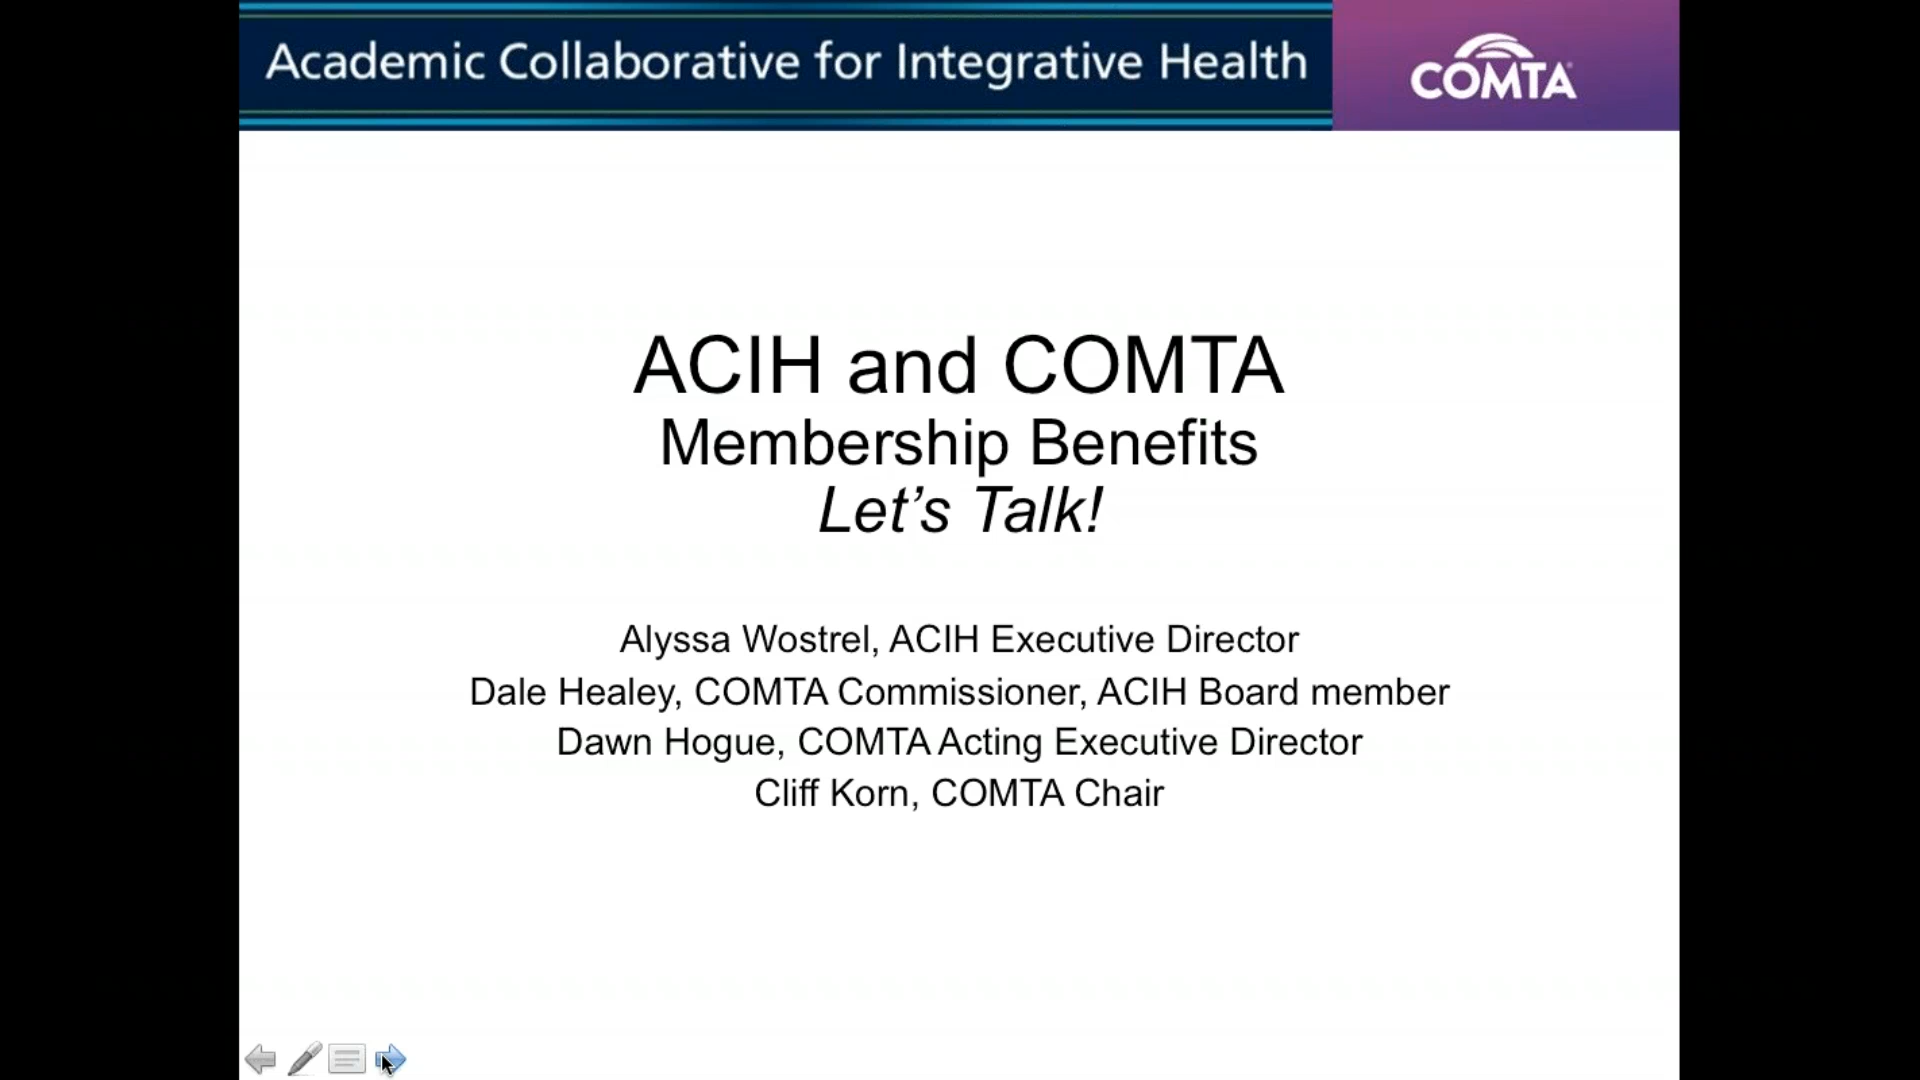 Academic Collaborative for Integrative Health
COMTA
ACIH and COMTA
Membership Benefits
Let’s Talk!
Alyssa Wostrel, ACIH Executive Director
Dale Healey, COMTA Commissioner, ACIH Board member
Dawn Hogue, COMTA Acting Executive Director
Cliff Korn, COMTA Chair